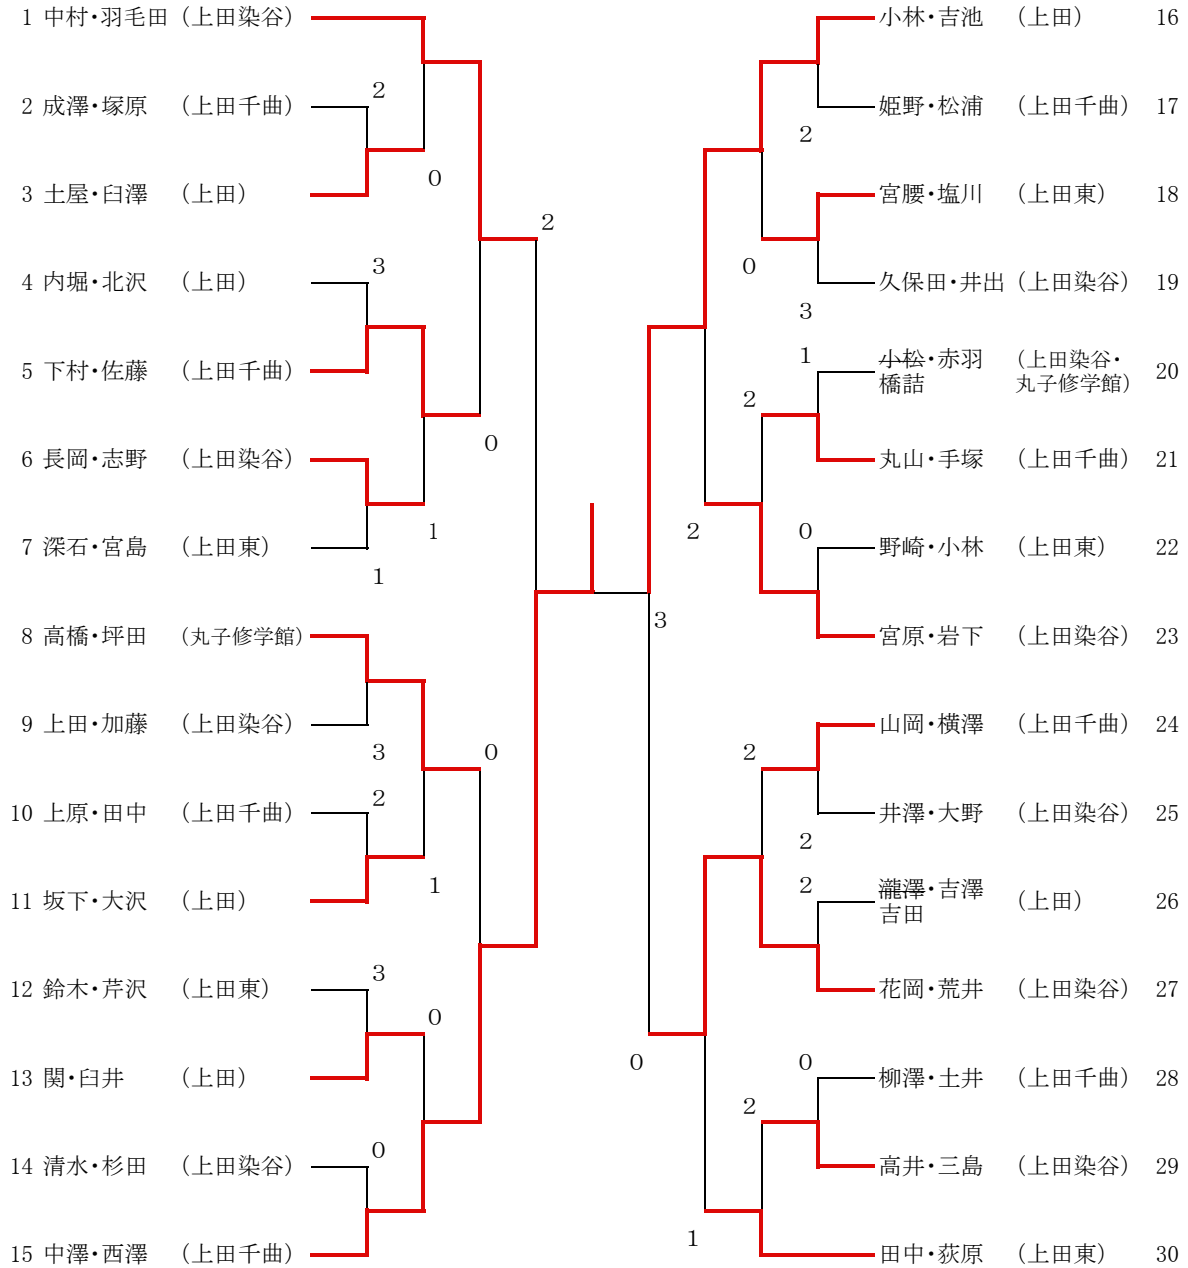 1 中村・羽毛田 (上田染谷)
2 成澤・塚原 (上田千曲)
2
3 土屋・臼澤 (上田)
0
4 内堀・北沢 (上田)
3
5 下村・佐藤 (上田千曲)
6 長岡・志野 (上田染谷)
0
7 深石・宮島 (上田東)
1
1
8 高橋・坪田 (丸子修学館)
9 上田・加藤 (上田染谷)
3
10 上原・田中 (上田千曲)
2
11 坂下・大沢 (上田)
1
12 鈴木・芹沢 (上田東)
3
13 関・臼井 (上田)
0
14 清水・杉田 (上田染谷)
0
15 中澤・西澤 (上田千曲)
2
0
3
小林・吉池 (上田) 16
姫野・松浦 (上田千曲) 17
2
宮腰・塩川 (上田東) 18
0
久保田・井出 (上田染谷) 19
3
1
小松・赤羽 (上田染谷・
橋詰 丸子修学館) 20
2
丸山・手塚 (上田千曲) 21
2
0
野崎・小林 (上田東) 22
宮原・岩下 (上田染谷) 23
山岡・横澤 (上田千曲) 24
2
井澤・大野 (上田染谷) 25
2
2
瀧澤・吉澤 (上田) 26
吉田
花岡・荒井 (上田染谷) 27
0
0
柳澤・土井 (上田千曲) 28
2
高井・三島 (上田染谷) 29
1
田中・荻原 (上田東) 30